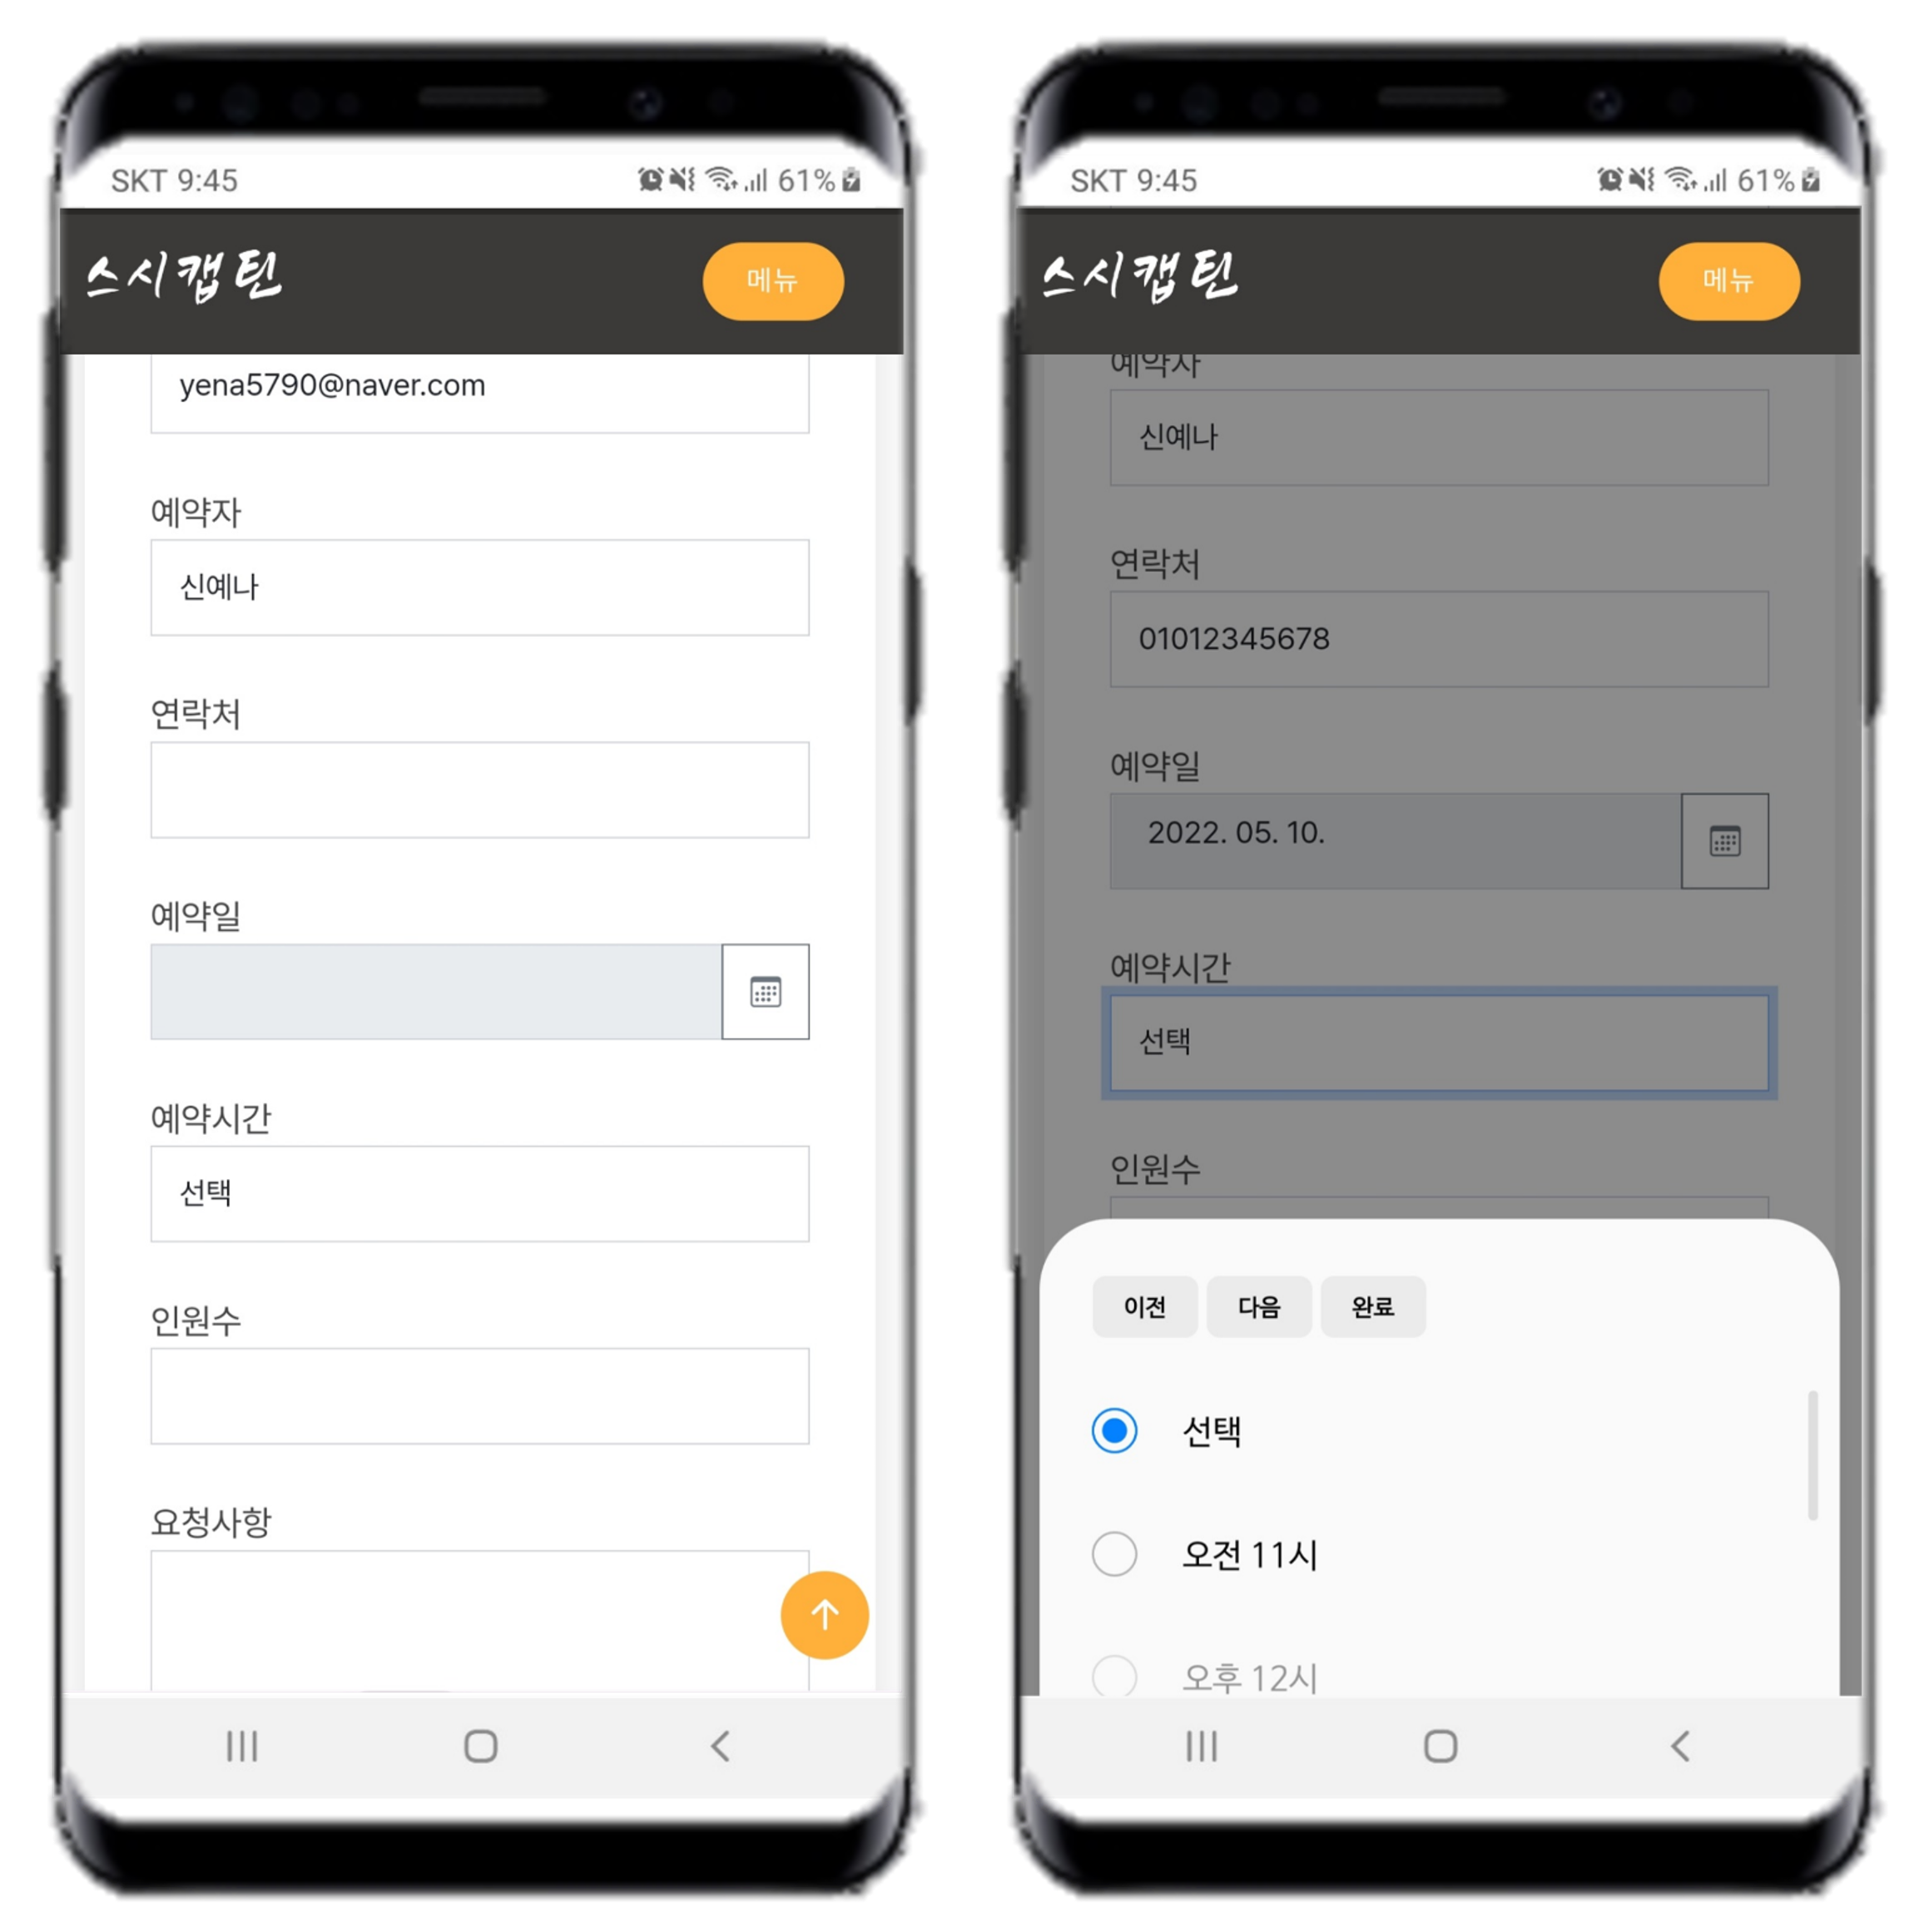 SKT 9:45
61%
스시캡틴
메뉴
yena5790@naver.com
예약자
신예나
연락처
예약일
예약시간
선택
인원수
요청사항
SKT 9:45
61%
스시캡틴
메뉴
예약자
신예나
연락처
01012345678
예약일
2022. 05. 10.
예약시간
선택
인원수
이전 다음 완료
선택
오전 11시
오후 12시